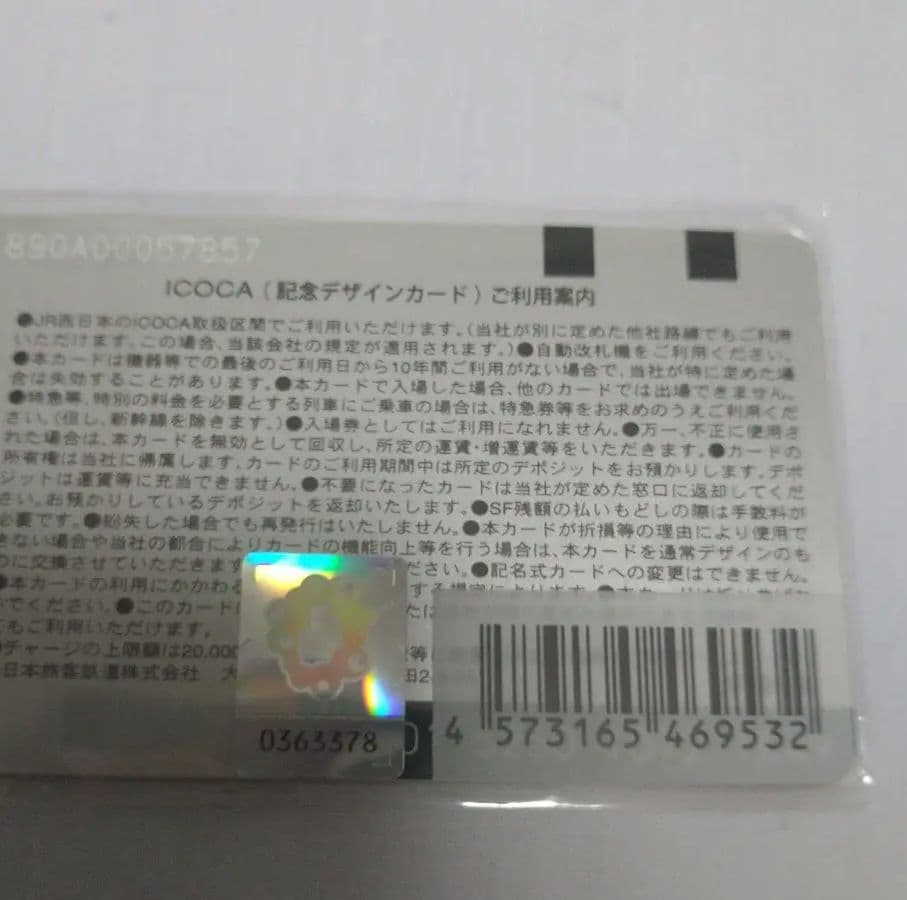 890A00057857
ICOCA(記念デザインカード)ご利用案内
●JR西日本のICOCA取扱区間でご利用いただけます。(当社が別に定めた他社路線でもご利用
いただけます。この場合、当該会社の規定が適用されます。)●自動改札機をご利用ください。
●本カードは機器等での最後のご利用日から10年間ご利用がない場合で、当社が特に定めた場
合は失効することがあります。●本カードで入場した場合、他のカードでは出場できません。
●特急等、特別の料金を必要とする列車にご乗車の場合は、特急券等をお求めのうえご利用くだ
さい。(但し、新幹線を除きます。)●入場券としてはご利用になれません。●万一、不正に使用さ
れた場合は、本カードを無効として回収し、所定の運賃・増運賃等をいただきます。●カードの
所有権は当社に帰属します。カードのご利用期間中は所定のデポジットをお預かりします。デポ
ジットは運賃等に充当できません。●不要になったカードは当社が定めた窓口に返却してくだ
さい。お預かりしているデポジットを返却いたします。●SF残額の払いもどしの際は手数料が
必要です。●紛失した場合でも再発行はいたしません。●本カードが折損等の理由により使用で
きない場合や当社の都合によりカードの機能向上等を行う場合は、本カードを通常デザインのも
のに交換させていただきます ださい。●記名式カードへの変更はできません。
●本カードの利用にかかわる する
でください。●このカードは たは
でもご利用いただけます。
チャージの上限額は20,000 等
日本旅客鉄道株式会社 大 田2-
0363378
4 573165 469532